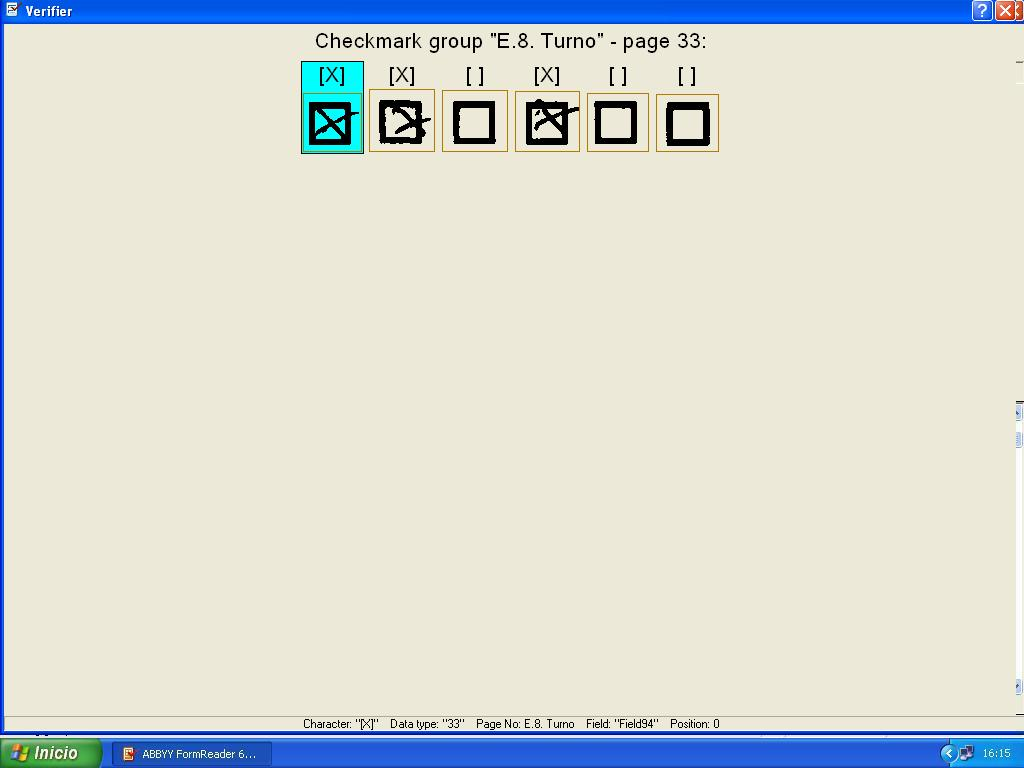 Verifier
Checkmark group "E.8. Turno" - page 33:
[X] [X] [ ] [X] [ ] [ ]
Character: "[X]" Data type: "33" Page No: E.8. Turno Field: "Field94" Position: 0
Inicio ABBYY FormReader 6... 16:15